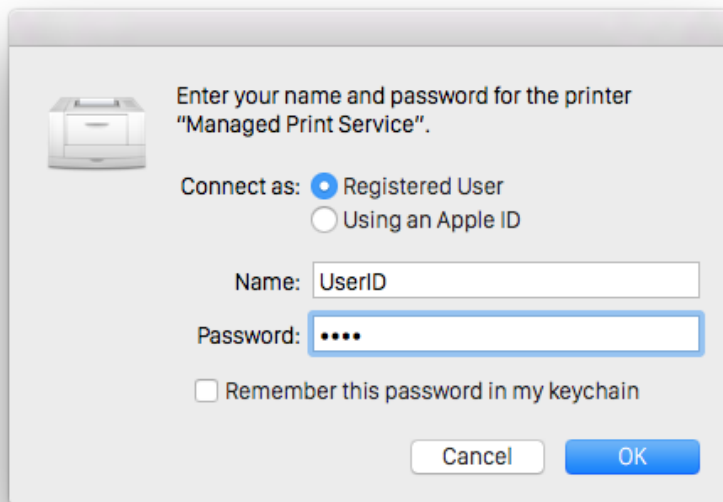 Enter your name and password for the printer
“Managed Print Service”.
Connect as: Registered User
Using an Apple ID
Name: UserID
Password: ••••
Remember this password in my keychain
Cancel OK